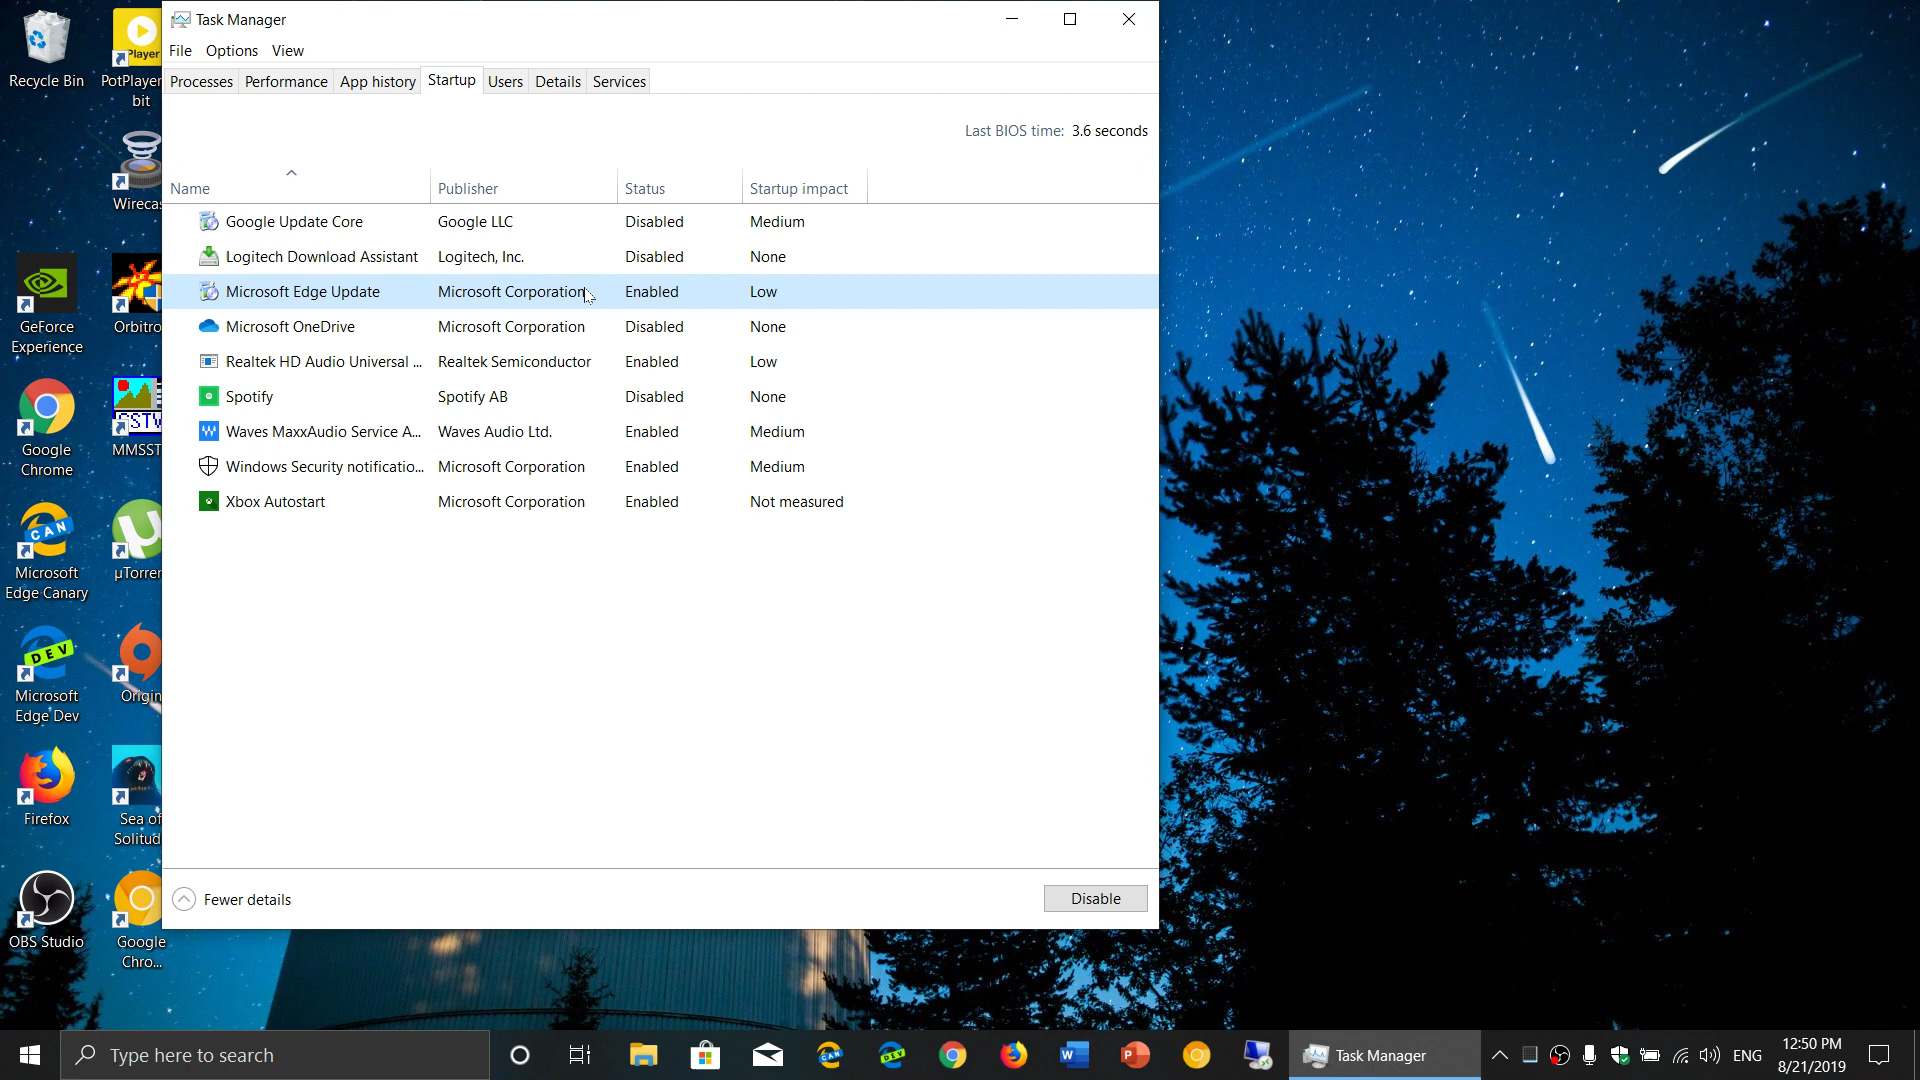 Task Manager
File Options View
Processes Performance App history Startup Users Details Services
Last BIOS time: 3.6 seconds
Name Publisher Status Startup impact
Google Update Core Google LLC Disabled Medium
Logitech Download Assistant Logitech, Inc. Disabled None
Microsoft Edge Update Microsoft Corporation Enabled Low
Microsoft OneDrive Microsoft Corporation Disabled None
Realtek HD Audio Universal ... Realtek Semiconductor Enabled Low
Spotify Spotify AB Disabled None
Waves MaxxAudio Service A... Waves Audio Ltd. Enabled Medium
Windows Security notificatio... Microsoft Corporation Enabled Medium
Xbox Autostart Microsoft Corporation Enabled Not measured
Fewer details
Disable
Recycle Bin
Player
PotPlayer
bit
Wirecas
GeForce
Experience
Orbitro
Google
Chrome
SSTV
MMSST
CAN
Microsoft
Edge Canary
µTorrer
DEV
Microsoft
Edge Dev
Origin
Firefox
Sea of
Solitud
OBS Studio
Google
Chro...
Type here to search
CAN
DEV
Task Manager
ENG
12:50 PM
8/21/2019